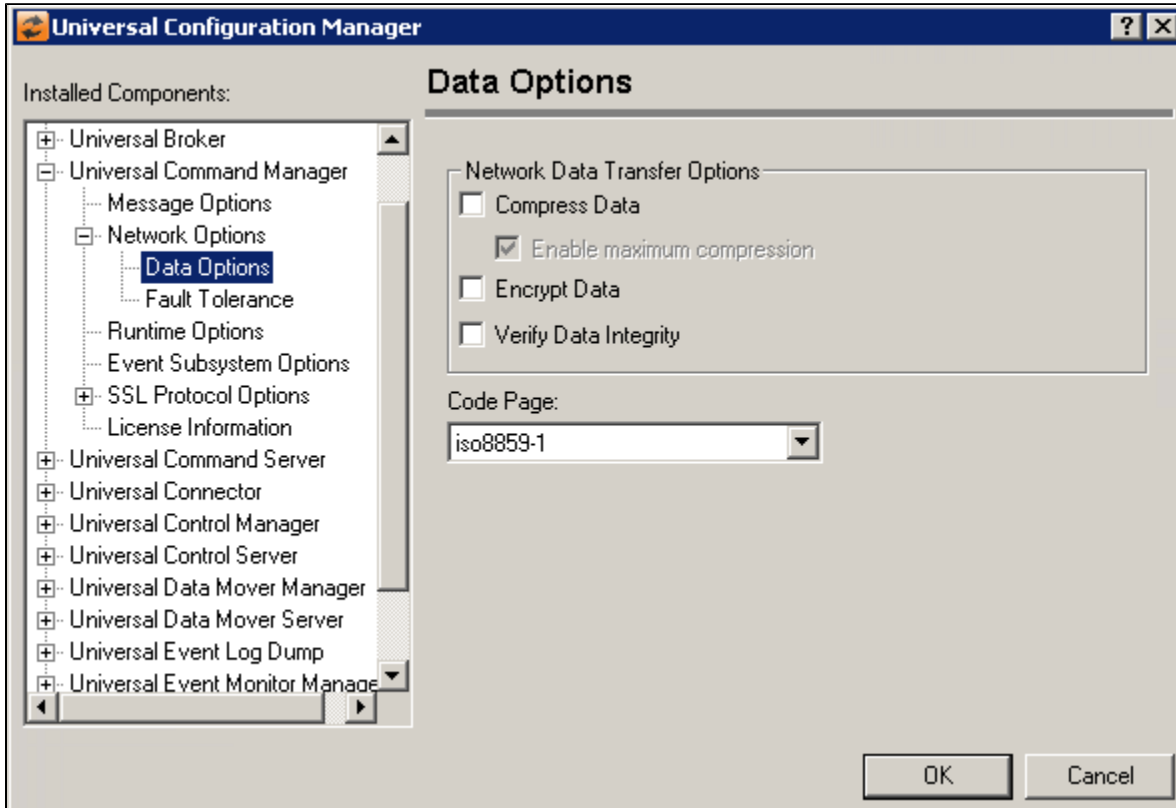 Universal Configuration Manager
Installed Components:
Universal Broker
Universal Command Manager
Message Options
Network Options
Data Options
Fault Tolerance
Runtime Options
Event Subsystem Options
SSL Protocol Options
License Information
Universal Command Server
Universal Connector
Universal Control Manager
Universal Control Server
Universal Data Mover Manager
Universal Data Mover Server
Universal Event Log Dump
Universal Event Monitor Manage
Data Options
Network Data Transfer Options
Compress Data
Enable maximum compression
Encrypt Data
Verify Data Integrity
Code Page:
iso8859-1
OK
Cancel